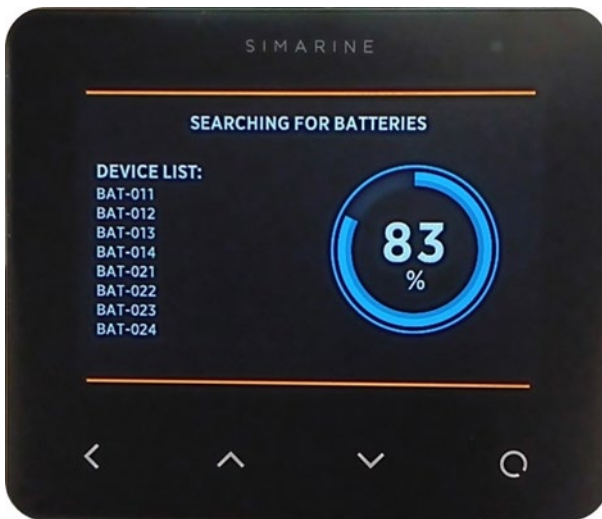 SIMARINE
SEARCHING FOR BATTERIES
DEVICE LIST:
BAT-011
BAT-012
BAT-013
BAT-014
BAT-021
BAT-022
BAT-023
BAT-024
83
%